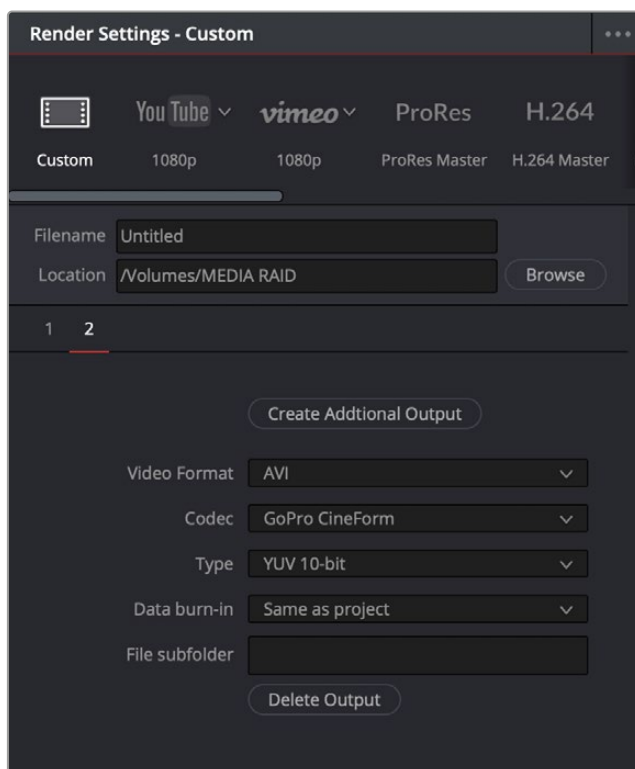 Render Settings - Custom
YouTube vimeo ProRes H.264
Custom 1080p 1080p ProRes Master H.264 Master
Filename Untitled
Location /Volumes/MEDIA RAID Browse
1 2
Create Addtional Output
Video Format AVI
Codec GoPro CineForm
Type YUV 10-bit
Data burn-in Same as project
File subfolder
Delete Output